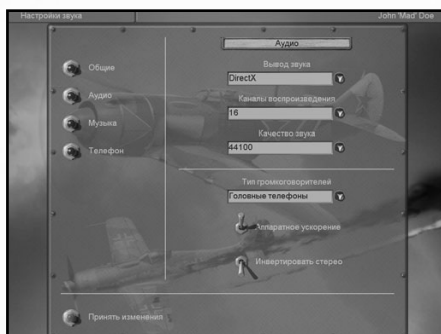 Настройки звука
John 'Mad' Doe
Общие
Аудио
Музыка
Телефон
Аудио
Вывод звука
DirectX
Каналы воспроизведения
16
Качество звука
44100
Тип громкоговорителей
Головные телефоны
Аппаратное ускорение
Инвертировать стерео
Принять изменения